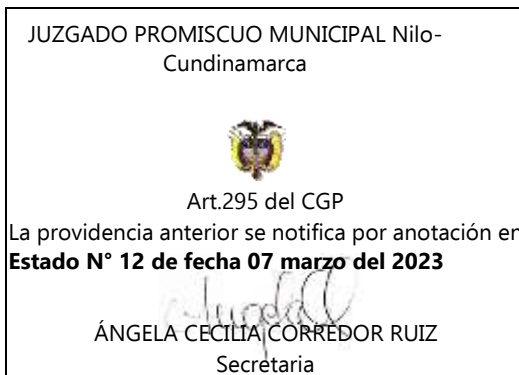 JUZGADO PROMISCUO MUNICIPAL Nilo-
Cundinamarca
Art.295 del CGP
La providencia anterior se notifica por anotación en
Estado N° 12 de fecha 07 marzo del 2023
ÁNGELA CECILIA CORREDOR RUIZ
Secretaria